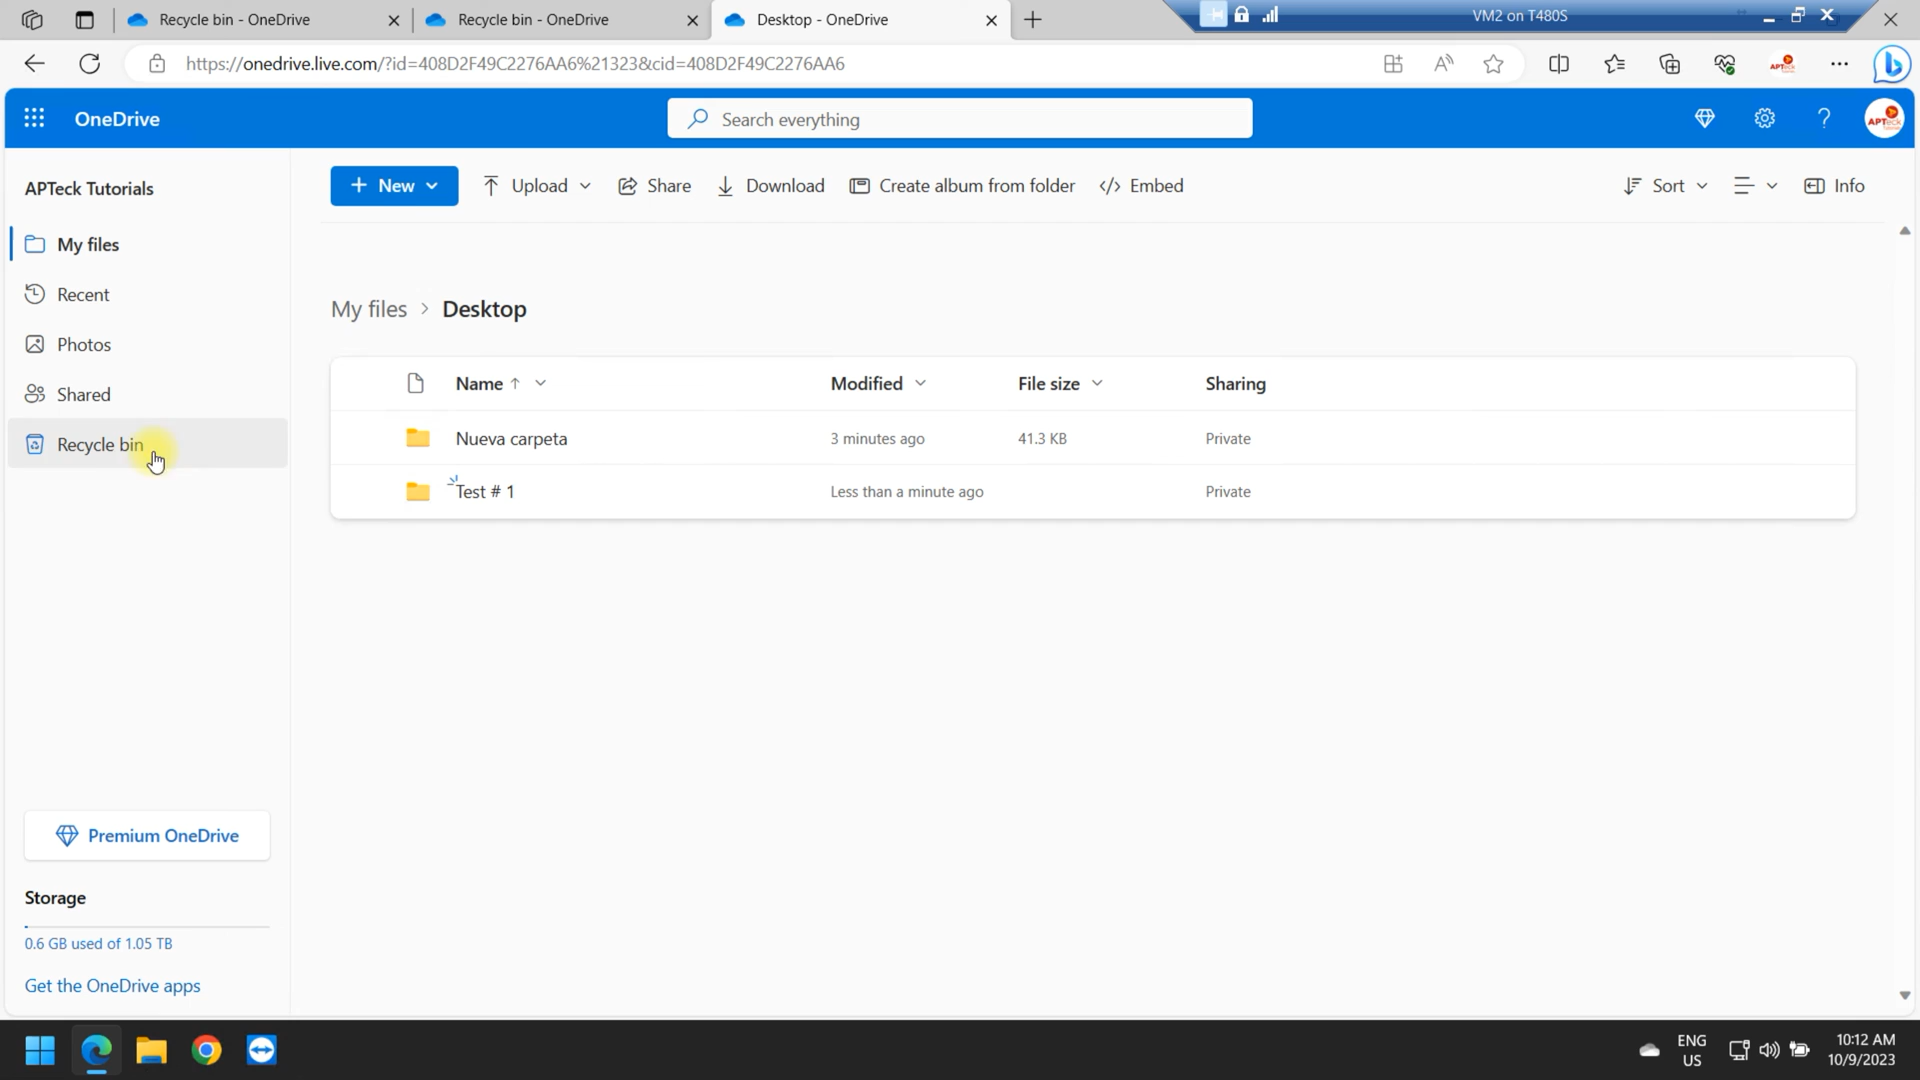 Recycle bin - OneDrive
Recycle bin - OneDrive
Desktop - OneDrive
VM2 on T480S
https://onedrive.live.com/?id=408D2F49C2276AA6%21323&cid=408D2F49C2276AA6
OneDrive
Search everything
APTeck Tutorials
New
Upload
Share
Download
Create album from folder
Embed
Sort
Info
My files
Recent
Photos
Shared
Recycle bin
My files > Desktop
Name
Modified
File size
Sharing
Nueva carpeta
3 minutes ago
41.3 KB
Private
Test # 1
Less than a minute ago
Private
Premium OneDrive
Storage
0.6 GB used of 1.05 TB
Get the OneDrive apps
ENG
US
10:12 AM
10/9/2023